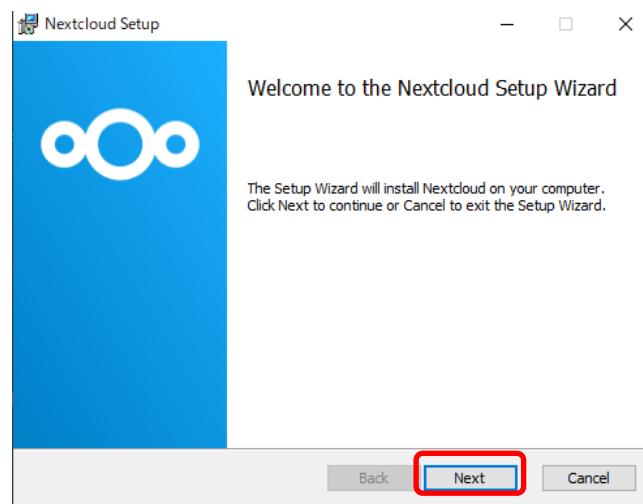 Nextcloud Setup
Welcome to the Nextcloud Setup Wizard
The Setup Wizard will install Nextcloud on your computer.
Click Next to continue or Cancel to exit the Setup Wizard.
Back Next Cancel